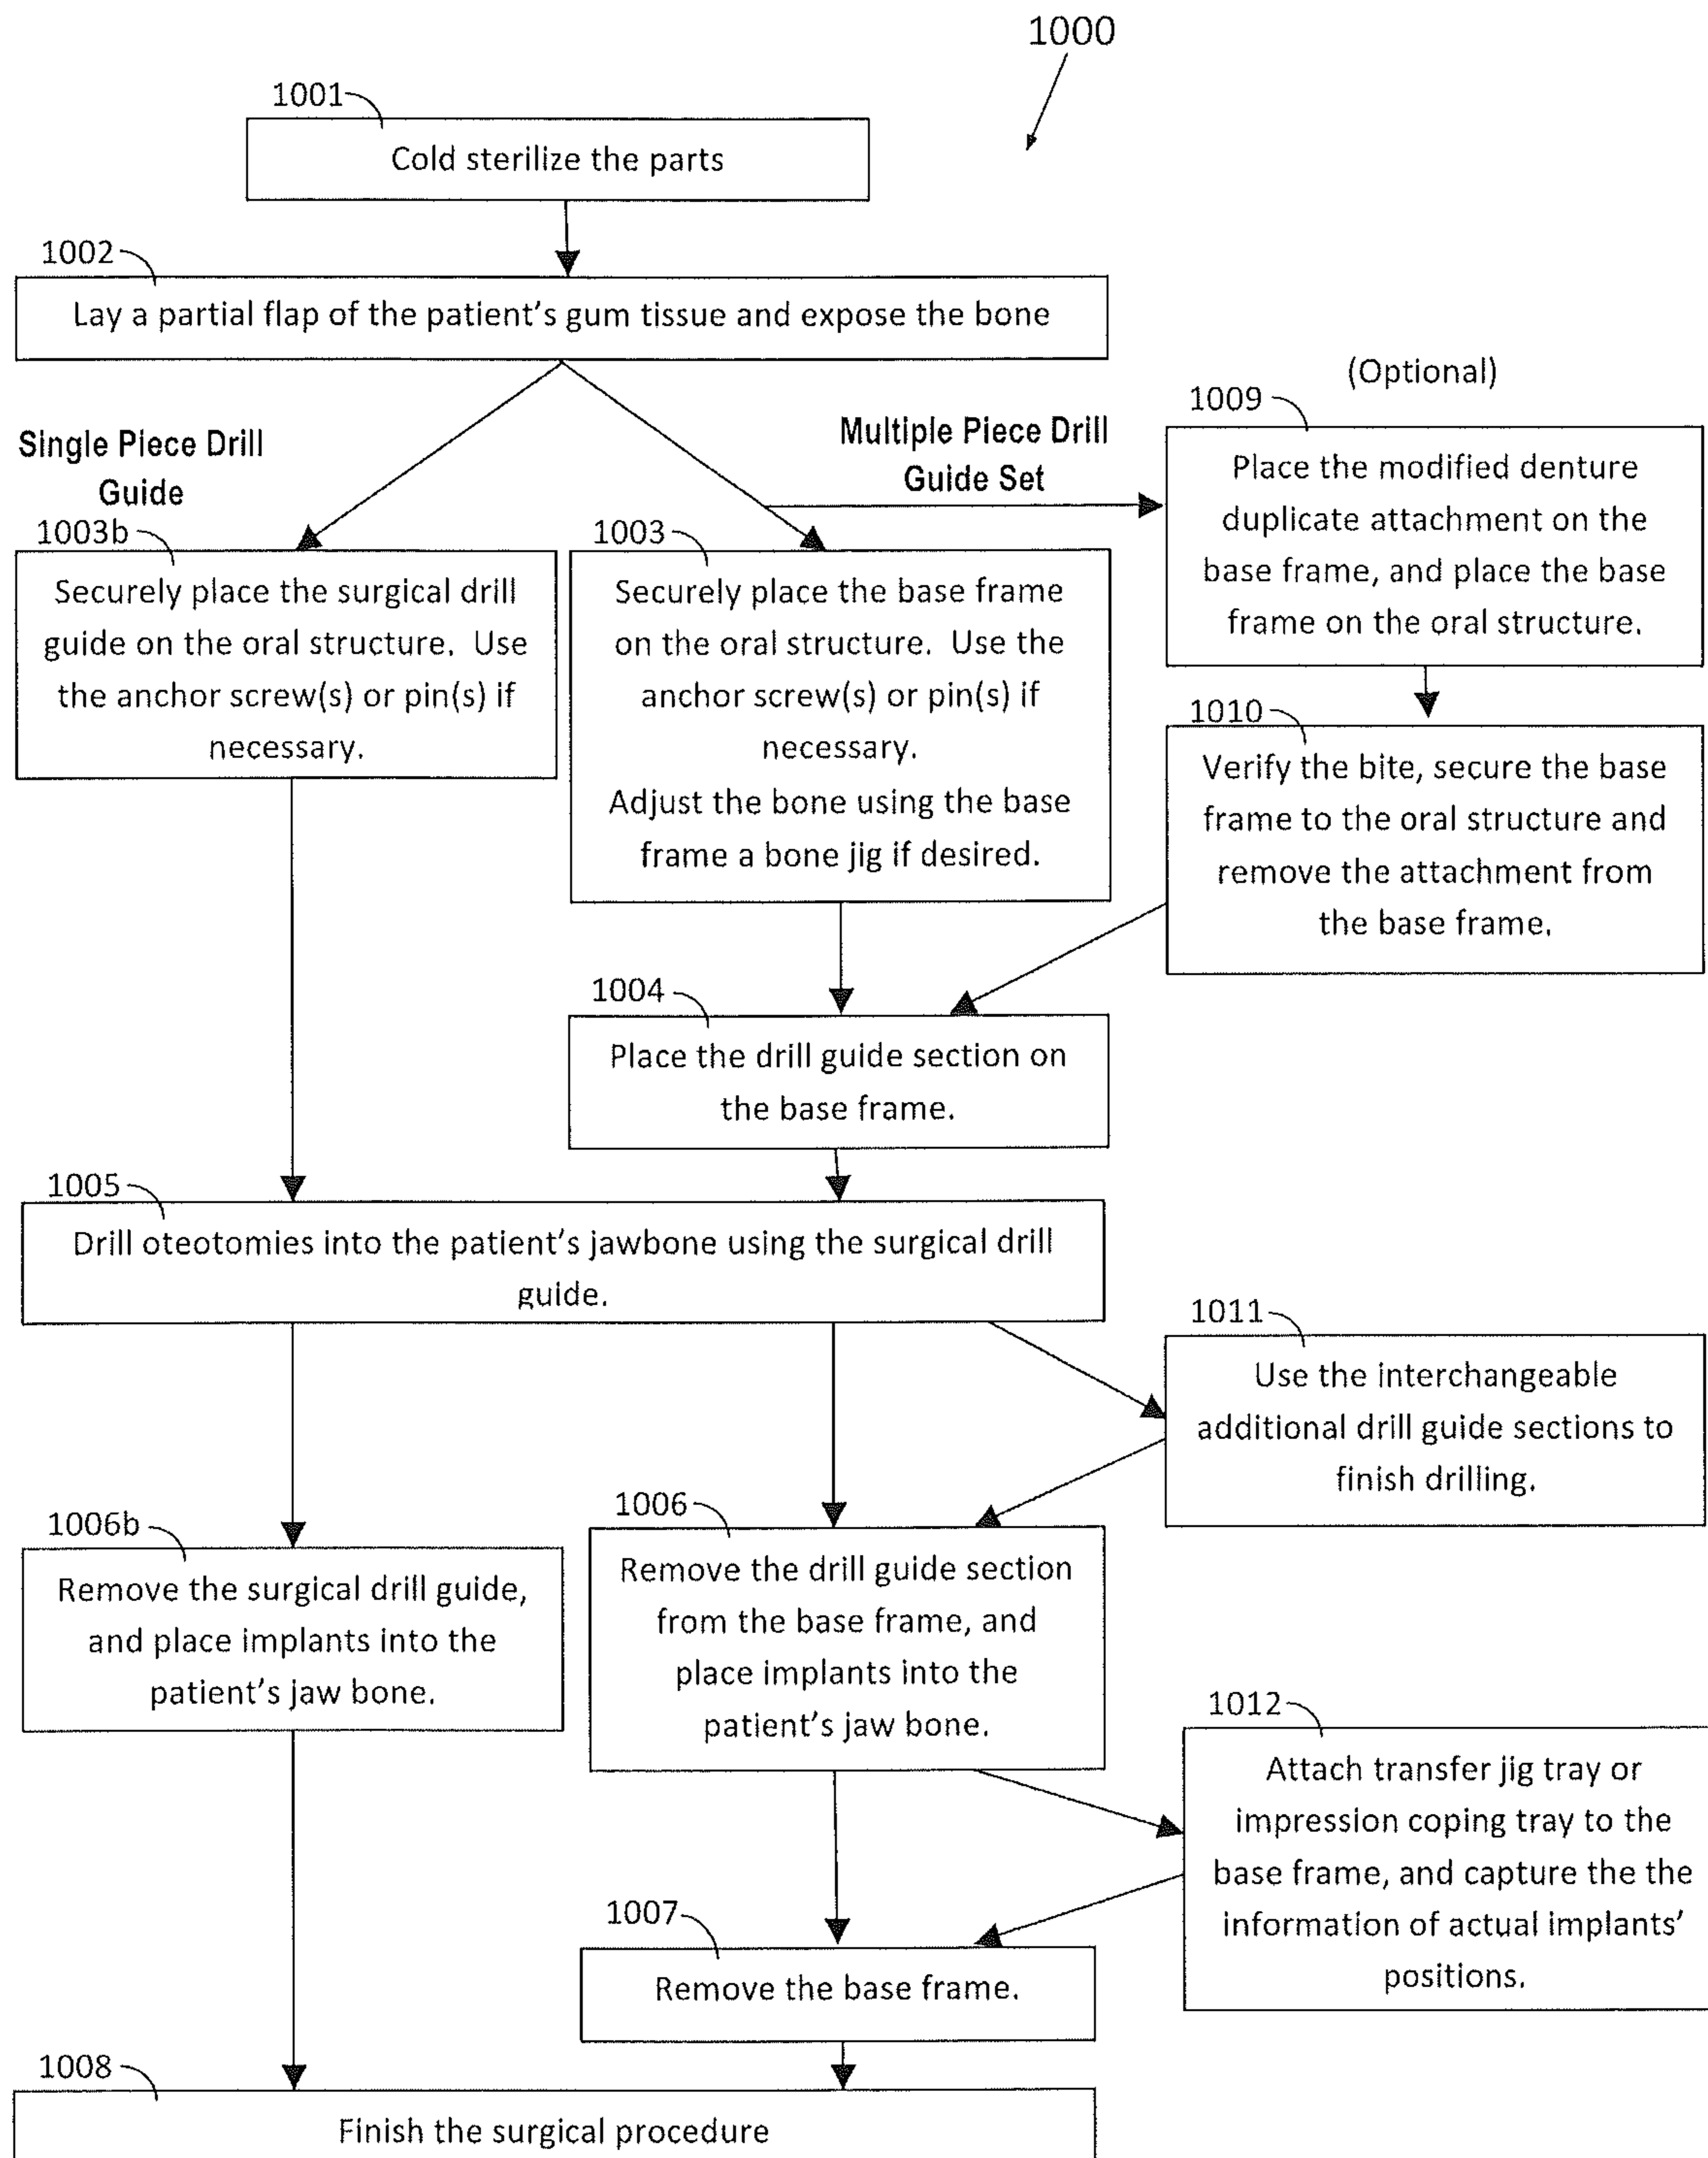 1000
1001
Cold sterilize the parts
1002
Lay a partial flap of the patient's gum tissue and expose the bone
(Optional)
1009
Single Piece Drill
Guide
Multiple Piece Drill
Guide Set
Place the modified denture
duplicate attachment on the
base frame, and place the base
frame on the oral structure.
1003b
Securely place the surgical drill
guide on the oral structure. Use
the anchor screw(s) or pin(s) if
necessary.
1003
Securely place the base frame
on the oral structure. Use the
anchor screw(s) or pin(s) if
necessary.
Adjust the bone using the base
frame a bone jig if desired.
1010
Verify the bite, secure the base
frame to the oral structure and
remove the attachment from
the base frame.
1004
Place the drill guide section on
the base frame.
1005
Drill oteotomies into the patient's jawbone using the surgical drill
guide.
1011
Use the interchangeable
additional drill guide sections to
finish drilling.
1006b
Remove the surgical drill guide,
and place implants into the
patient's jaw bone.
1006
Remove the drill guide section
from the base frame, and
place implants into the
patient's jaw bone.
1012
Attach transfer jig tray or
impression coping tray to the
base frame, and capture the the
information of actual implants'
positions.
1007
Remove the base frame.
1008
Finish the surgical procedure